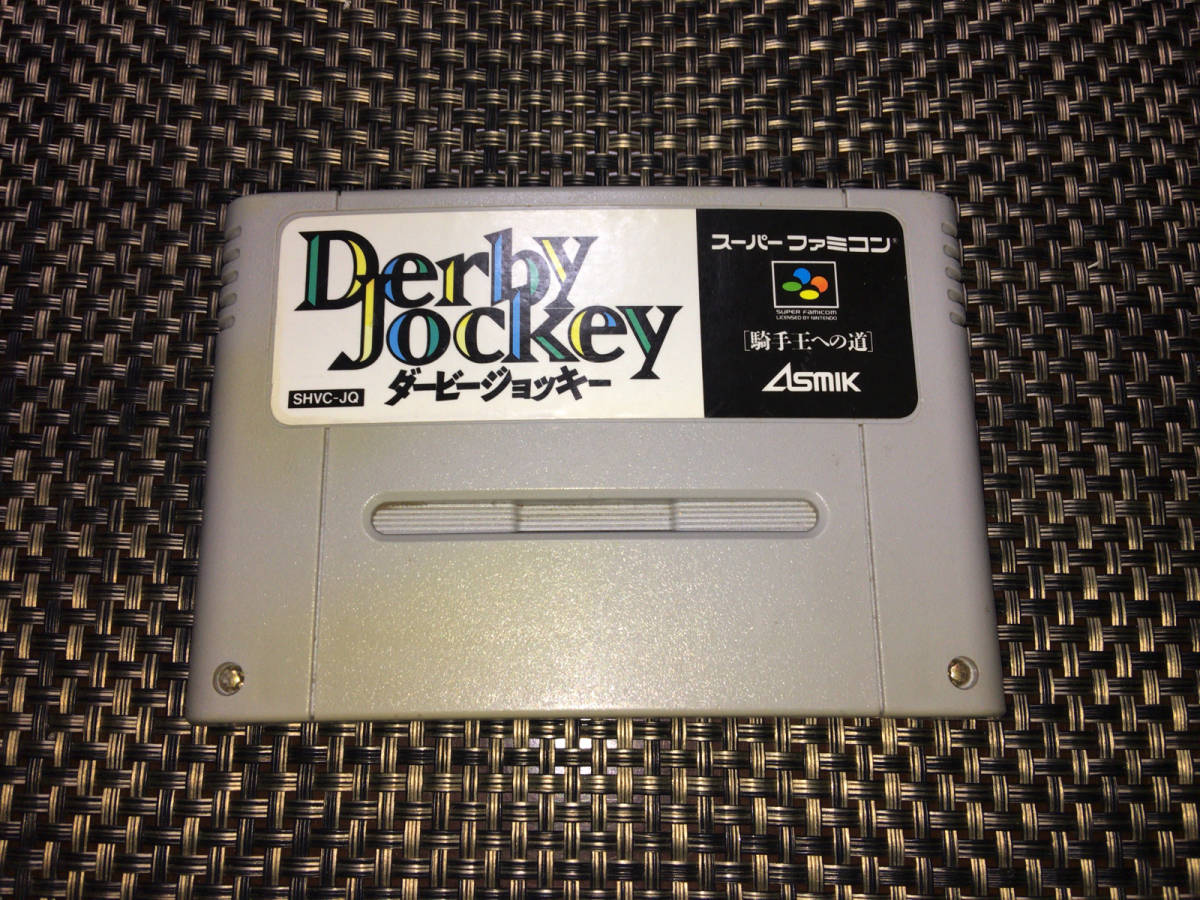 Derby
Jockey
ダービージョッキー
SHVC-JQ
スーパーファミコン®
SUPER FAMICOM
LICENSED BY NINTENDO
[騎手王への道]
ASMIK